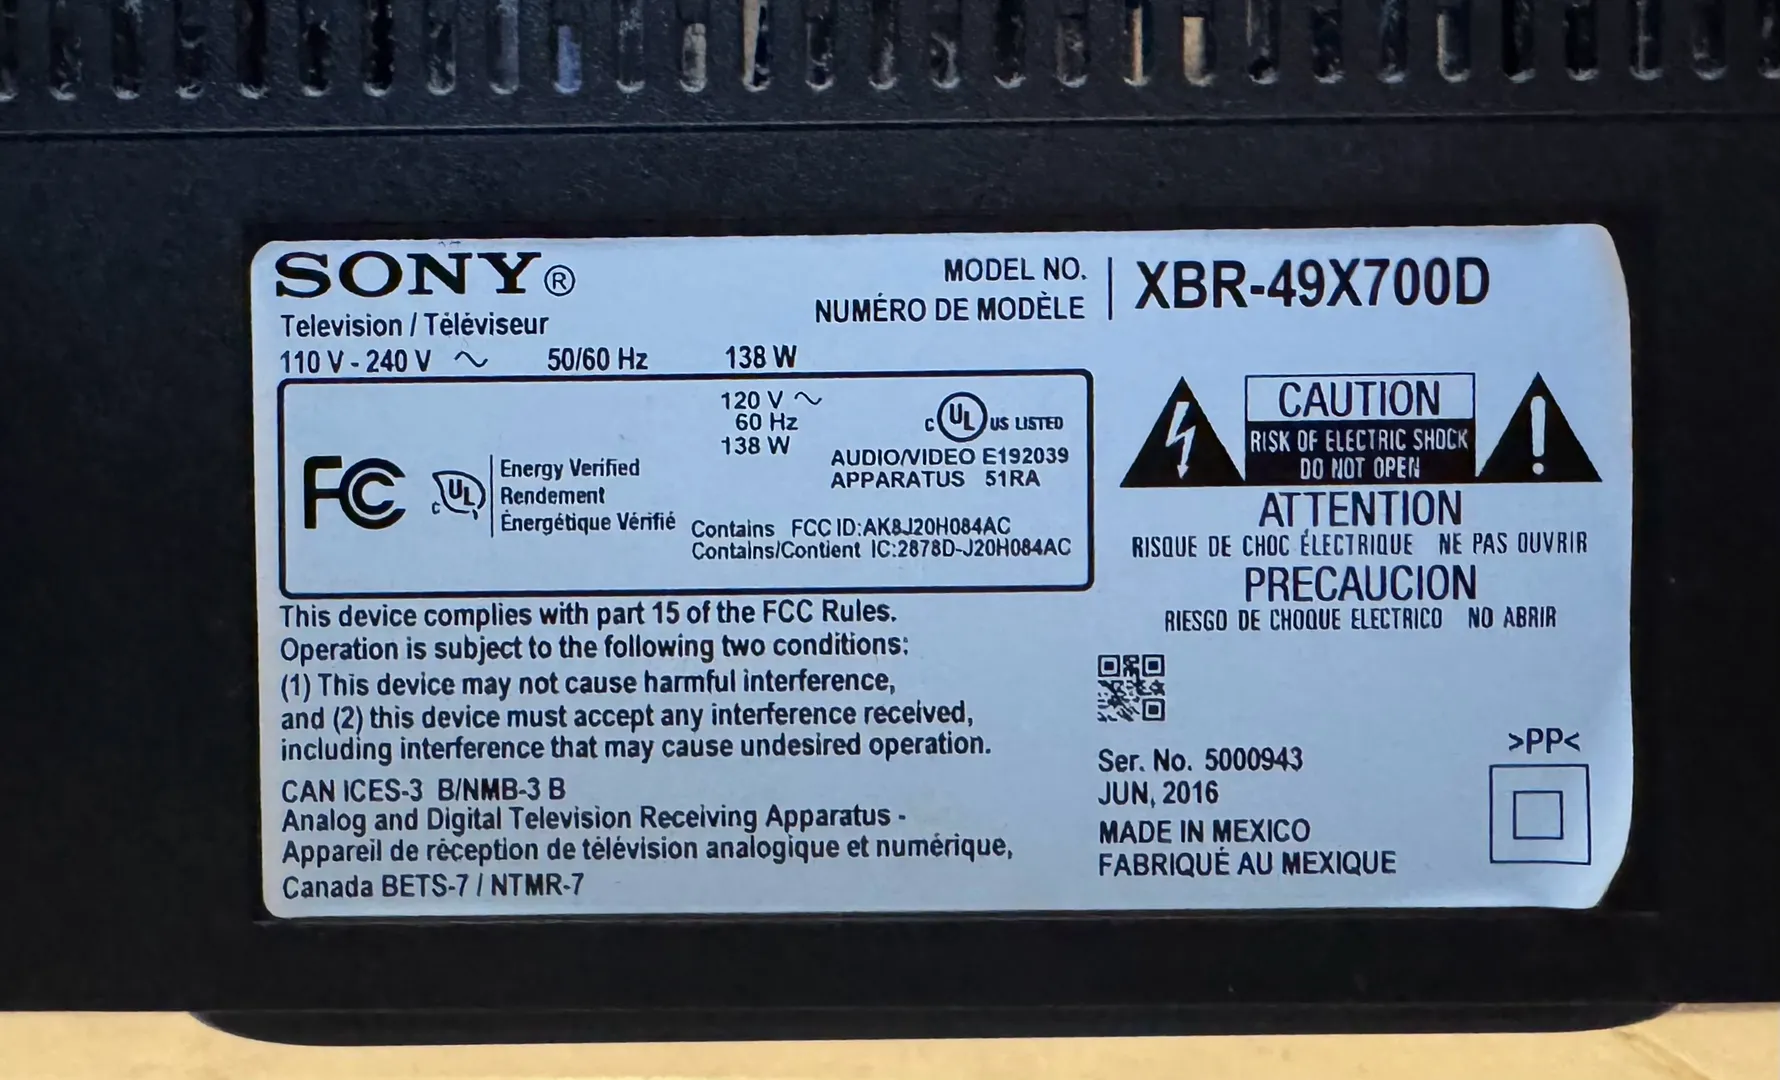 SONY®
Television / Téléviseur
MODEL NO.
NUMÉRO DE MODÈLE
XBR-49X700D
110 V - 240 V ∿ 50/60 Hz 138 W
120 V ∿
60 Hz
138 W
C UL US LISTED
AUDIO/VIDEO E192039
APPARATUS 51RA
FC
C UL
Energy Verified
Rendement
Énergétique Vérifié
Contains FCC ID:AK8J20H084AC
Contains/Contient IC:2878D-J20H084AC
This device complies with part 15 of the FCC Rules.
Operation is subject to the following two conditions:
(1) This device may not cause harmful interference,
and (2) this device must accept any interference received,
including interference that may cause undesired operation.
CAN ICES-3 B/NMB-3 B
Analog and Digital Television Receiving Apparatus -
Appareil de réception de télévision analogique et numérique,
Canada BETS-7 / NTMR-7
CAUTION
RISK OF ELECTRIC SHOCK
DO NOT OPEN
ATTENTION
RISQUE DE CHOC ÉLECTRIQUE NE PAS OUVRIR
PRECAUCION
RIESGO DE CHOQUE ELECTRICO NO ABRIR
Ser. No. 5000943
JUN, 2016
MADE IN MEXICO
FABRIQUÉ AU MEXIQUE
>PP<